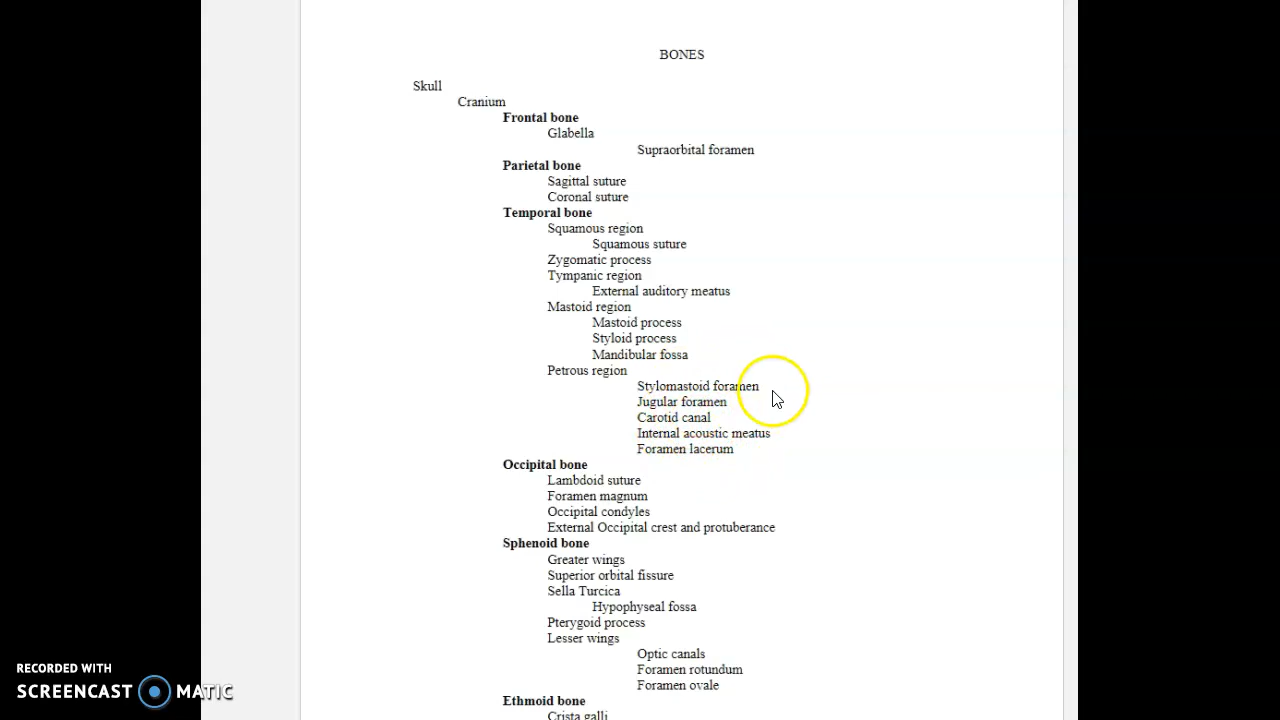 BONES
Skull
Cranium
Frontal bone
Glabella
Supraorbital foramen
Parietal bone
Sagittal suture
Coronal suture
Temporal bone
Squamous region
Squamous suture
Zygomatic process
Tympanic region
External auditory meatus
Mastoid region
Mastoid process
Styloid process
Mandibular fossa
Petrous region
Stylomastoid foramen
Jugular foramen
Carotid canal
Internal acoustic meatus
Foramen lacerum
Occipital bone
Lambdoid suture
Foramen magnum
Occipital condyles
External Occipital crest and protuberance
Sphenoid bone
Greater wings
Superior orbital fissure
Sella Turcica
Hypophyseal fossa
Pterygoid process
Lesser wings
Optic canals
Foramen rotundum
Foramen ovale
Ethmoid bone
Crista galli
RECORDED WITH
SCREENCAST MATIC